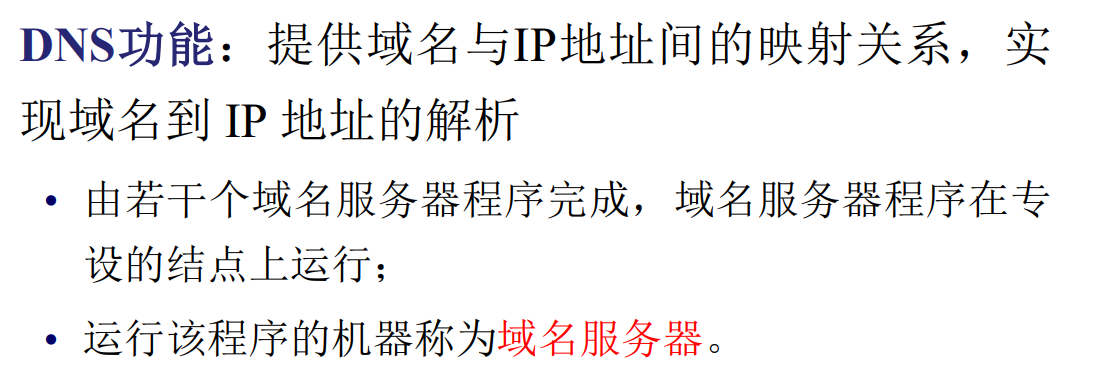 DNS功能：提供域名与IP地址间的映射关系，实
现域名到 IP 地址的解析
• 由若干个域名服务器程序完成，域名服务器程序在专
设的结点上运行；
• 运行该程序的机器称为域名服务器。